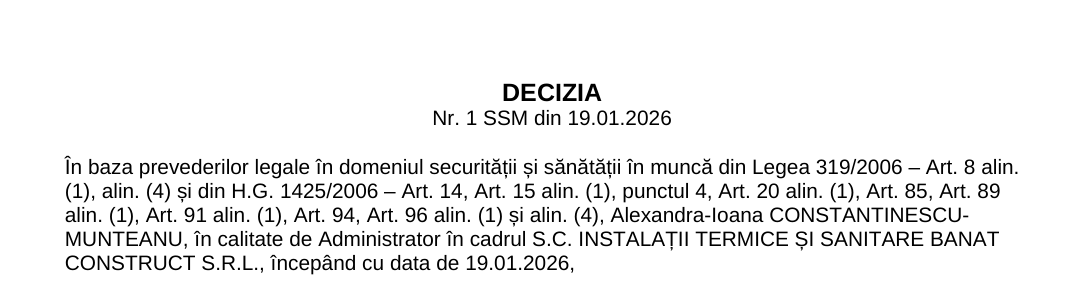 DECIZIA
Nr. 1 SSM din 19.01.2026
În baza prevederilor legale în domeniul securității și sănătății în muncă din Legea 319/2006 – Art. 8 alin.
(1), alin. (4) și din H.G. 1425/2006 – Art. 14, Art. 15 alin. (1), punctul 4, Art. 20 alin. (1), Art. 85, Art. 89
alin. (1), Art. 91 alin. (1), Art. 94, Art. 96 alin. (1) și alin. (4), Alexandra-Ioana CONSTANTINESCU-
MUNTEANU, în calitate de Administrator în cadrul S.C. INSTALAȚII TERMICE ȘI SANITARE BANAT
CONSTRUCT S.R.L., începând cu data de 19.01.2026,